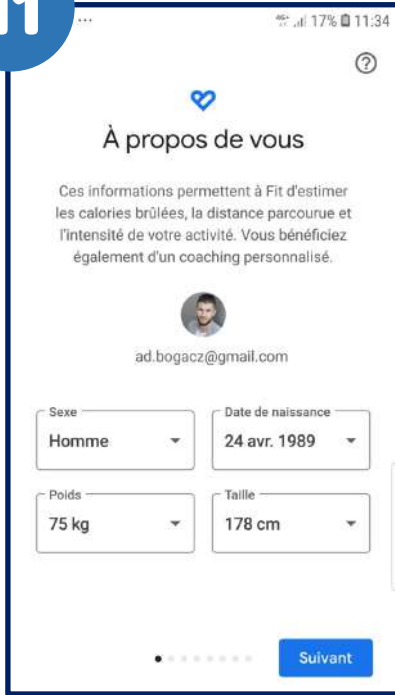 11
... 4G+ 17% 11:34
À propos de vous
Ces informations permettent à Fit d'estimer
les calories brûlées, la distance parcourue et
l'intensité de votre activité. Vous bénéficiez
également d'un coaching personnalisé.
ad.bogacz@gmail.com
Sexe
Homme
Date de naissance
24 avr. 1989
Poids
75 kg
Taille
178 cm
Suivant